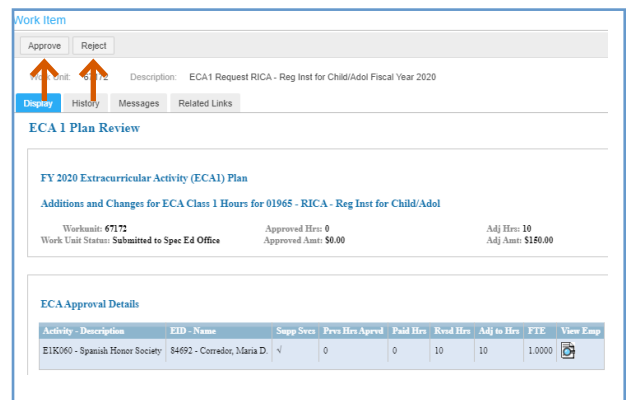 Work Item
Approve Reject
Work Unit: 67172 Description: ECA1 Request RICA - Reg Inst for Child/Adol Fiscal Year 2020
Display History Messages Related Links
ECA 1 Plan Review
FY 2020 Extracurricular Activity (ECA1) Plan
Additions and Changes for ECA Class 1 Hours for 01965 - RICA - Reg Inst for Child/Adol
Workunit: 67172 Approved Hrs: 0 Adj Hrs: 10
Work Unit Status: Submitted to Spec Ed Office Approved Amt: $0.00 Adj Amt: $150.00
ECA Approval Details
Activity - Description EID - Name Supp Svcs Prvs Hrs Aprvd Paid Hrs Rvsd Hrs Adj to Hrs FTE View Emp
E1K060 - Spanish Honor Society 84692 - Corredor, Maria D. √ 0 0 10 10 1.0000